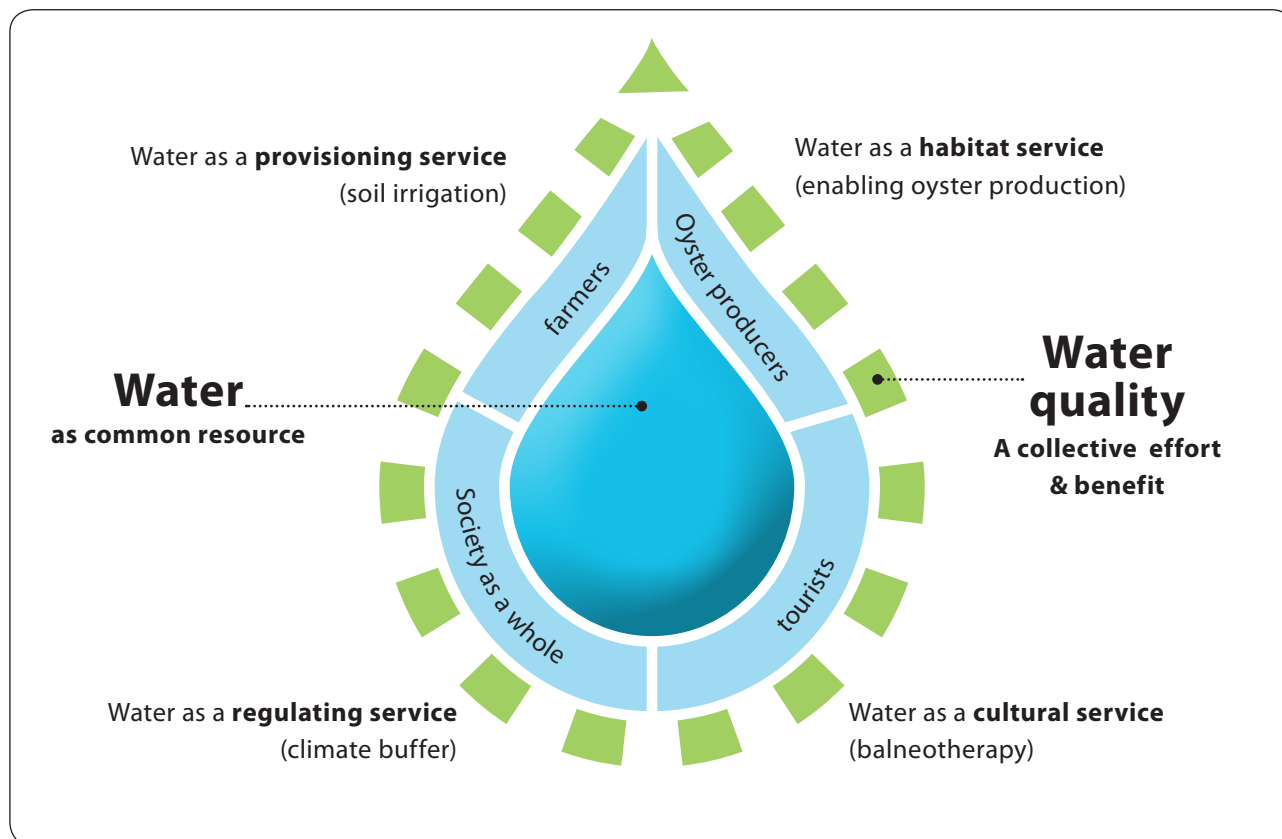 Water as a provisioning service
(soil irrigation)
Water as a habitat service
(enabling oyster production)
farmers
Oyster producers
Water
as common resource
Water
quality
A collective effort
& benefit
Society as a whole
tourists
Water as a regulating service
(climate buffer)
Water as a cultural service
(balneotherapy)